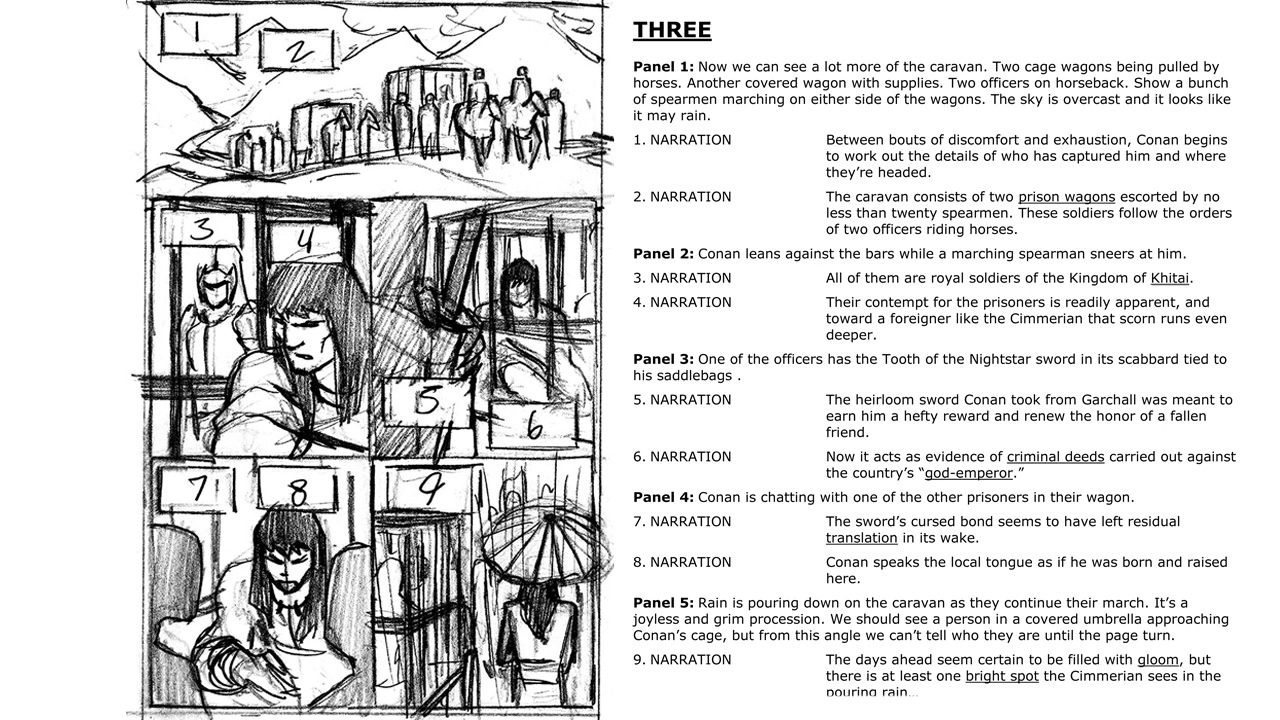 1
2
3
4
5
6
7
8
9
THREE
Panel 1: Now we can see a lot more of the caravan. Two cage wagons being pulled by
horses. Another covered wagon with supplies. Two officers on horseback. Show a bunch
of spearmen marching on either side of the wagons. The sky is overcast and it looks like
it may rain.
1. NARRATION Between bouts of discomfort and exhaustion, Conan begins
to work out the details of who has captured him and where
they’re headed.
2. NARRATION The caravan consists of two prison wagons escorted by no
less than twenty spearmen. These soldiers follow the orders
of two officers riding horses.
Panel 2: Conan leans against the bars while a marching spearman sneers at him.
3. NARRATION All of them are royal soldiers of the Kingdom of Khitai.
4. NARRATION Their contempt for the prisoners is readily apparent, and
toward a foreigner like the Cimmerian that scorn runs even
deeper.
Panel 3: One of the officers has the Tooth of the Nightstar sword in its scabbard tied to
his saddlebags .
5. NARRATION The heirloom sword Conan took from Garchall was meant to
earn him a hefty reward and renew the honor of a fallen
friend.
6. NARRATION Now it acts as evidence of criminal deeds carried out against
the country’s “god-emperor.”
Panel 4: Conan is chatting with one of the other prisoners in their wagon.
7. NARRATION The sword’s cursed bond seems to have left residual
translation in its wake.
8. NARRATION Conan speaks the local tongue as if he was born and raised
here.
Panel 5: Rain is pouring down on the caravan as they continue their march. It’s a
joyless and grim procession. We should see a person in a covered umbrella approaching
Conan’s cage, but from this angle we can’t tell who they are until the page turn.
9. NARRATION The days ahead seem certain to be filled with gloom, but
there is at least one bright spot the Cimmerian sees in the
pouring rain…